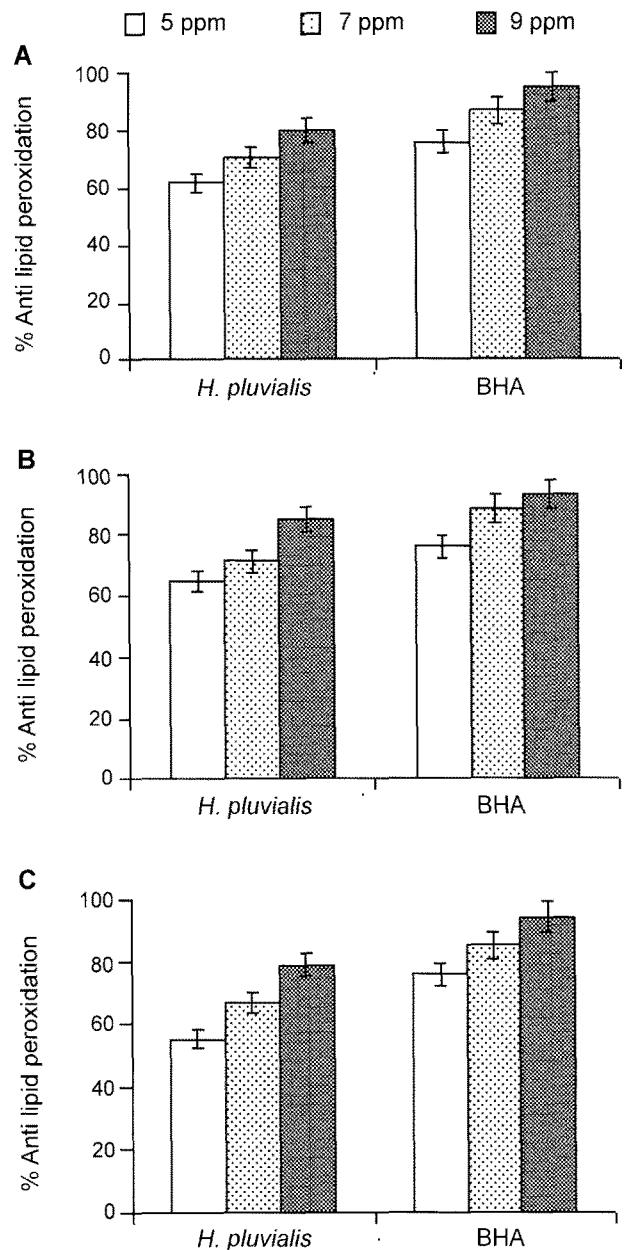 5 ppm 7 ppm 9 ppm
A
% Anti lipid peroxidation
100
80
60
40
20
0
H. pluvialis BHA
B
% Anti lipid peroxidation
100
80
60
40
20
0
H. pluvialis BHA
C
% Anti lipid peroxidation
100
80
60
40
20
0
H. pluvialis BHA